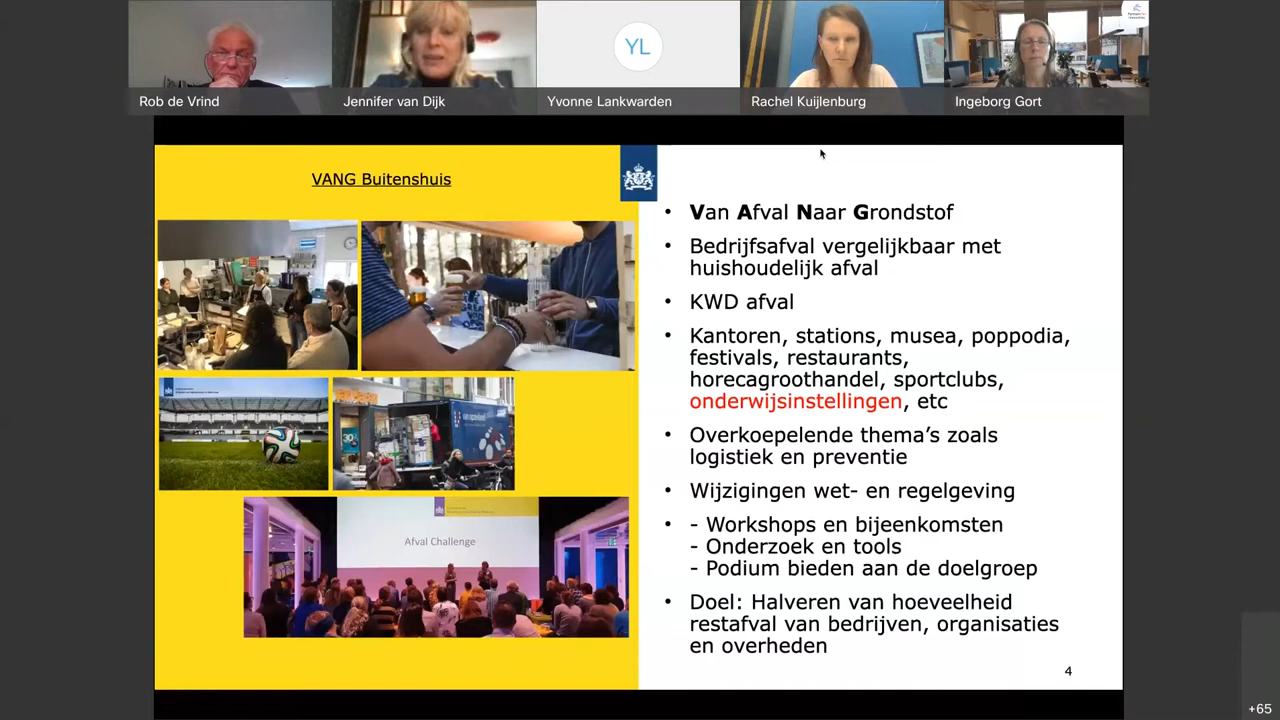 YL
Rob de Vrind
Jennifer van Dijk
Yvonne Lankwarden
Rachel Kuijlenburg
Ingeborg Gort
VANG Buitenshuis
• Van Afval Naar Grondstof
• Bedrijfsafval vergelijkbaar met
huishoudelijk afval
• KWD afval
• Kantoren, stations, musea, poppodia,
festivals, restaurants,
horecagroothandel, sportclubs,
onderwijsinstellingen, etc
• Overkoepelende thema’s zoals
logistiek en preventie
• Wijzigingen wet- en regelgeving
• - Workshops en bijeenkomsten
- Onderzoek en tools
- Podium bieden aan de doelgroep
• Doel: Halveren van hoeveelheid
restafval van bedrijven, organisaties
en overheden
Afval Challenge
4
+65